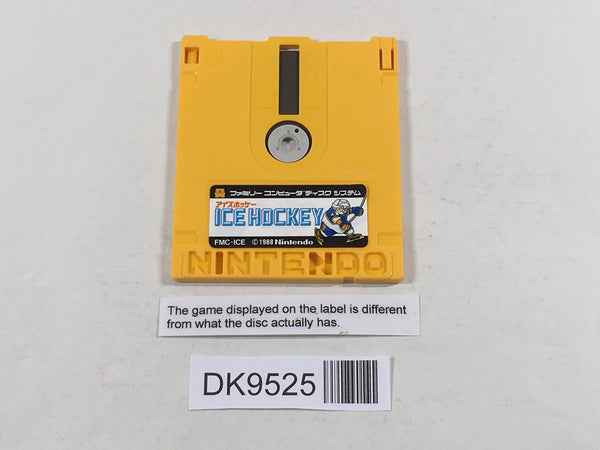 ファミリー コンピュータ ディスク システム
アイスホッケー
ICE HOCKEY
FMC-ICE ©1988 Nintendo
NINTENDO
The game displayed on the label is different
from what the disc actually has.
DK9525